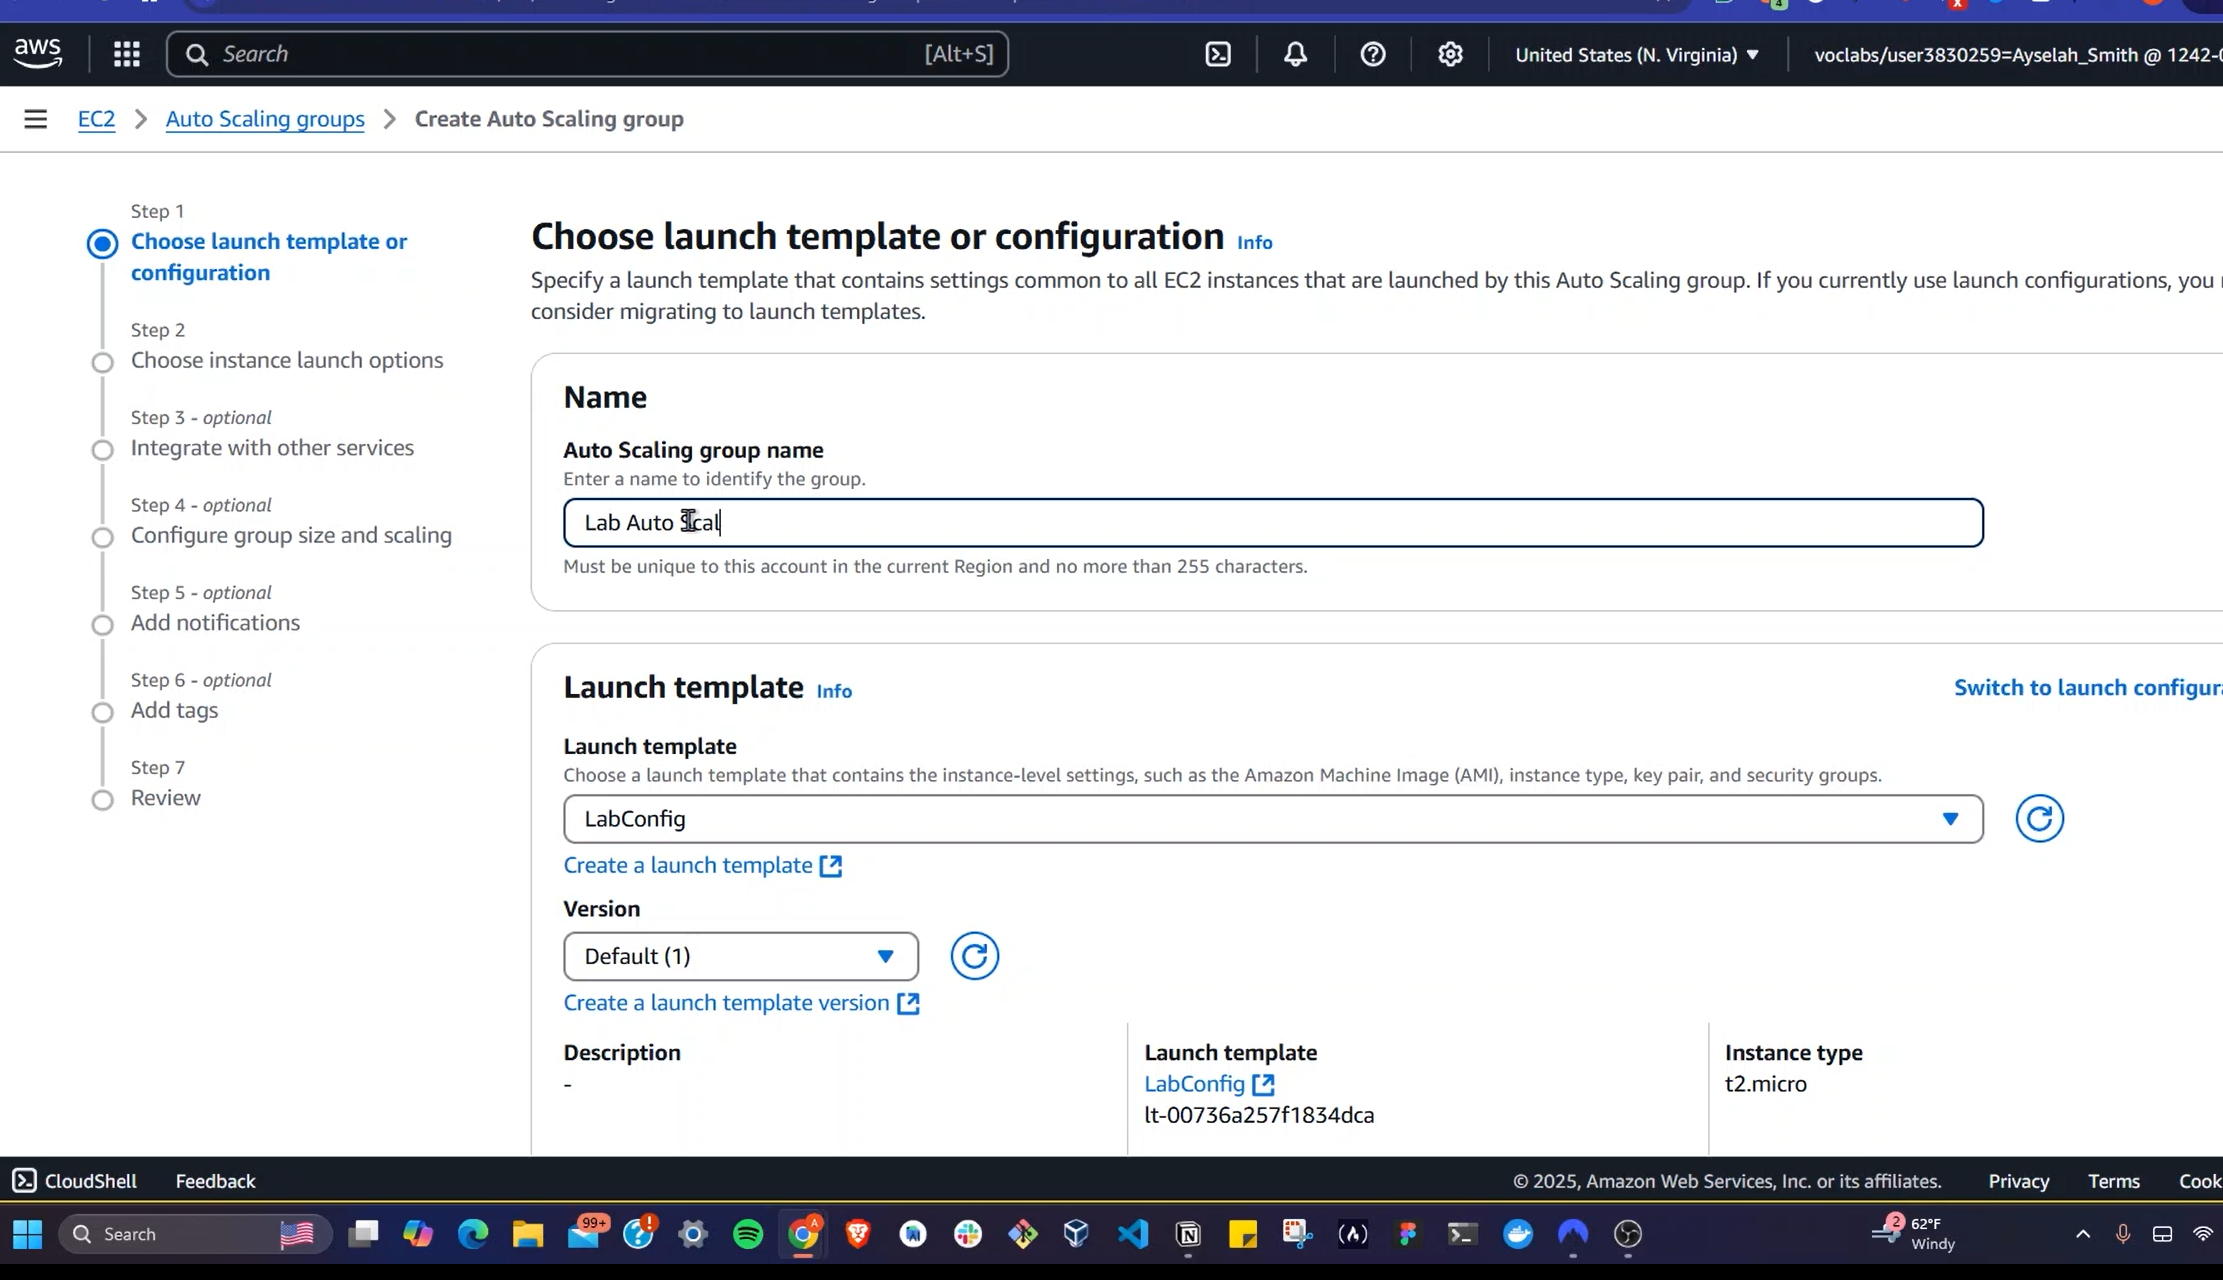 aws
Search [Alt+S]
United States (N. Virginia)
voclabs/user3830259=Ayselah_Smith @ 1242-
EC2 > Auto Scaling groups > Create Auto Scaling group
Step 1
Choose launch template or
configuration
Step 2
Choose instance launch options
Step 3 - optional
Integrate with other services
Step 4 - optional
Configure group size and scaling
Step 5 - optional
Add notifications
Step 6 - optional
Add tags
Step 7
Review
Choose launch template or configuration Info
Specify a launch template that contains settings common to all EC2 instances that are launched by this Auto Scaling group. If you currently use launch configurations, you
consider migrating to launch templates.
Name
Auto Scaling group name
Enter a name to identify the group.
Lab Auto Scal
Must be unique to this account in the current Region and no more than 255 characters.
Launch template Info
Switch to launch configura
Launch template
Choose a launch template that contains the instance-level settings, such as the Amazon Machine Image (AMI), instance type, key pair, and security groups.
LabConfig
Create a launch template
Version
Default (1)
Create a launch template version
Description
-
Launch template
LabConfig
lt-00736a257f1834dca
Instance type
t2.micro
CloudShell Feedback
© 2025, Amazon Web Services, Inc. or its affiliates. Privacy Terms Cook
Search
99+
2
62°F
Windy